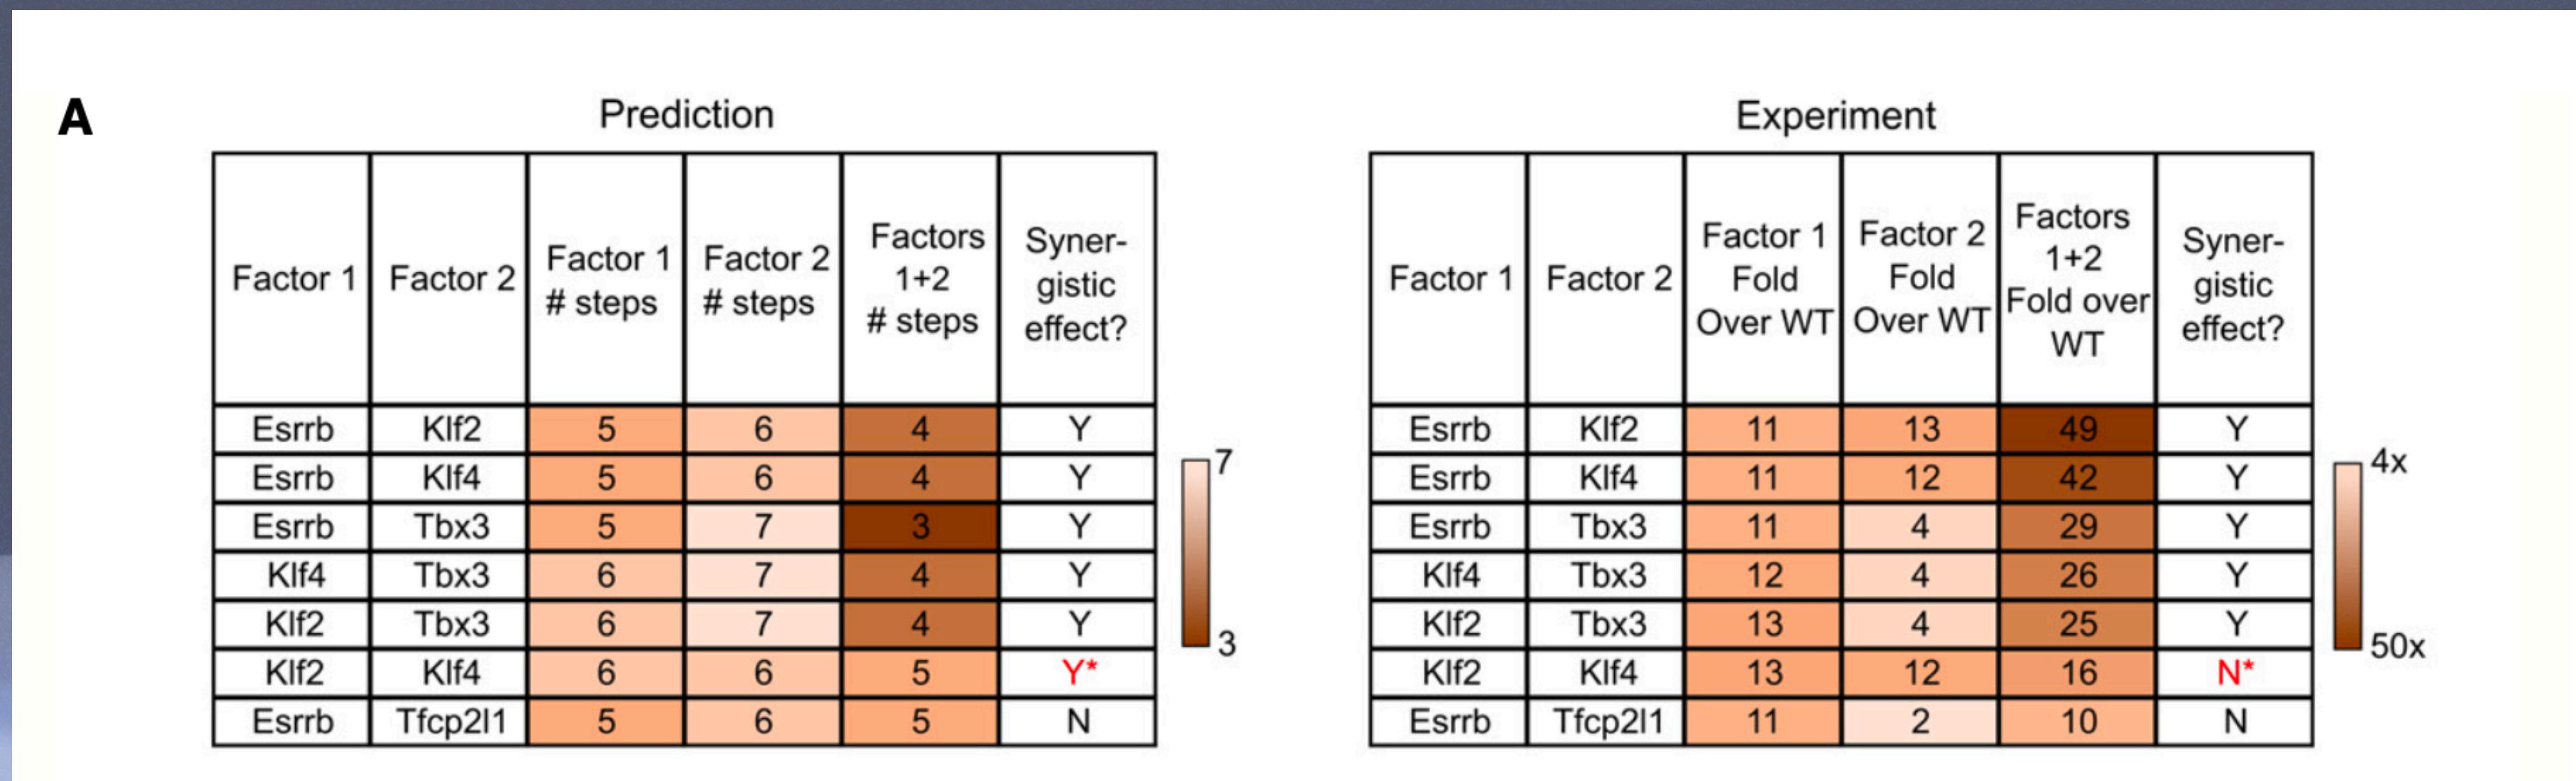 A
Prediction
Factor 1 Factor 2 Factor 1 # steps Factor 2 # steps Factors 1+2 # steps Syner-gistic effect?
Esrrb Klf2 5 6 4 Y
Esrrb Klf4 5 6 4 Y
Esrrb Tbx3 5 7 3 Y
Klf4 Tbx3 6 7 4 Y
Klf2 Tbx3 6 7 4 Y
Klf2 Klf4 6 6 5 Y*
Esrrb Tfcp2l1 5 6 5 N
7
3
Experiment
Factor 1 Factor 2 Factor 1 Fold Over WT Factor 2 Fold Over WT Factors 1+2 Fold over WT Syner-gistic effect?
Esrrb Klf2 11 13 49 Y
Esrrb Klf4 11 12 42 Y
Esrrb Tbx3 11 4 29 Y
Klf4 Tbx3 12 4 26 Y
Klf2 Tbx3 13 4 25 Y
Klf2 Klf4 13 12 16 N*
Esrrb Tfcp2l1 11 2 10 N
4x
50x